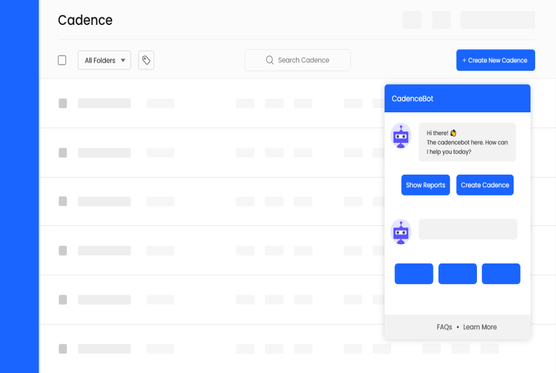 Cadence
All Folders
Search Cadence
+ Create New Cadence
CadenceBot
Hi there! 🙋
The cadencebot here. How can
I help you today?
Show Reports
Create Cadence
FAQs • Learn More